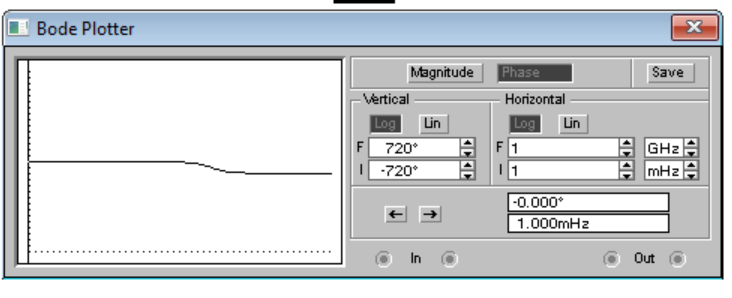 Bode Plotter
Magnitude Phase Save
Vertical Horizontal
Log Lin Log Lin
F 720° F 1 GHz
I -720° I 1 mHz
-0.000°
1.000mHz
In Out